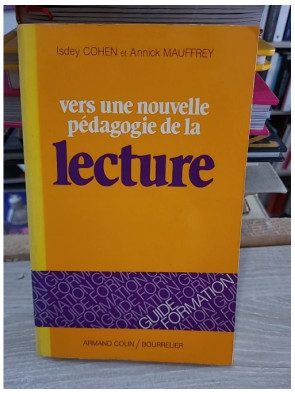 Isdey COHEN et Annick MAUFFREY
vers une nouvelle
pédagogie de la
lecture
GUIDE
FORMATION
ARMAND COLIN / BOURRELIER